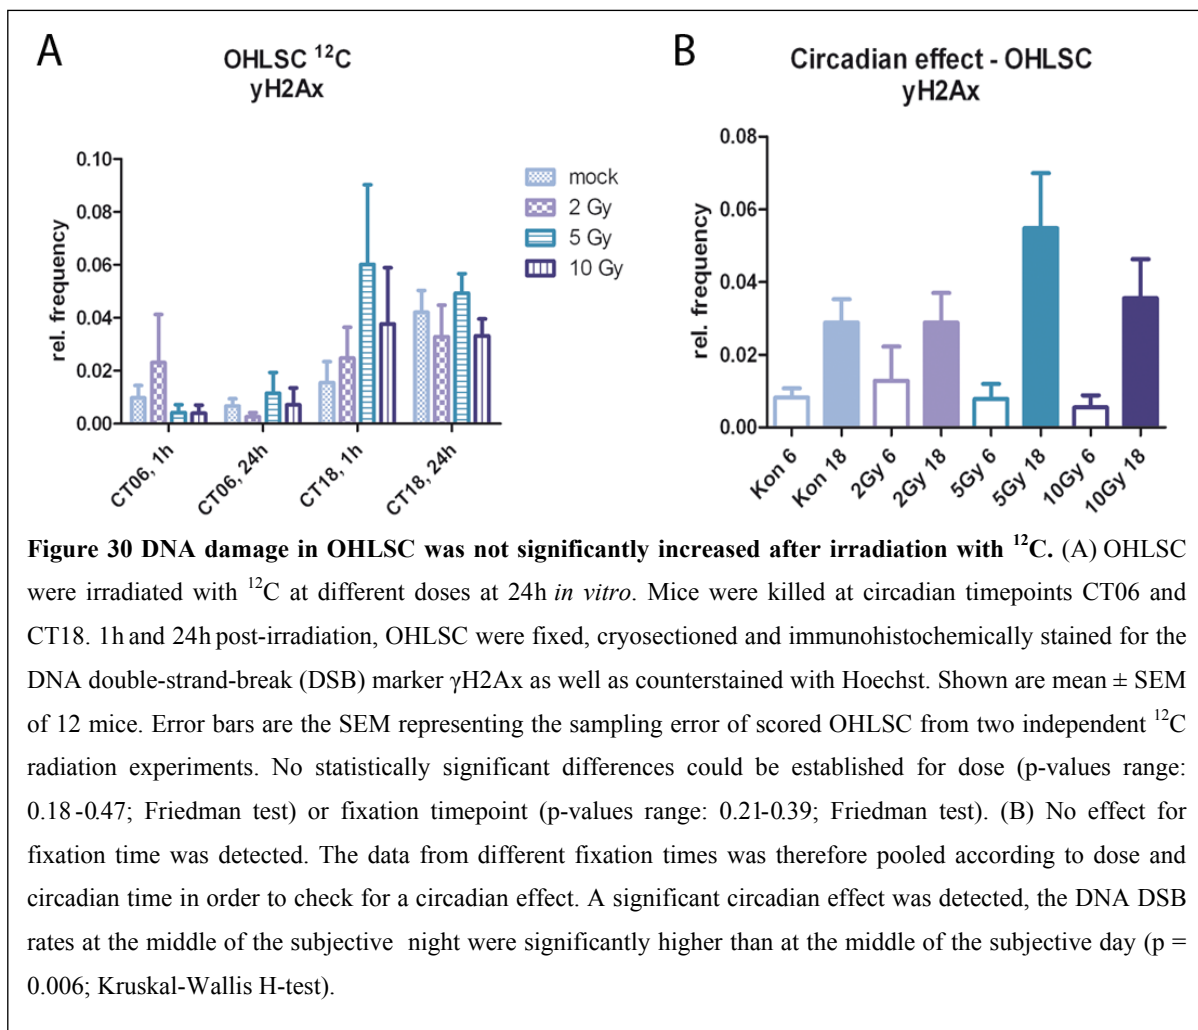 A
OHLSC ¹²C
yH2Ax
rel. frequency
0.10
0.08
0.06
0.04
0.02
0.00
CT06, 1h
CT06, 24h
CT18, 1h
CT18, 24h
mock
2 Gy
5 Gy
10 Gy
B
Circadian effect - OHLSC
yH2Ax
rel. frequency
0.08
0.06
0.04
0.02
0.00
Kon 6
Kon 18
2Gy 6
2Gy 18
5Gy 6
5Gy 18
10Gy 6
10Gy 18
Figure 30 DNA damage in OHLSC was not significantly increased after irradiation with ¹²C. (A) OHLSC
were irradiated with ¹²C at different doses at 24h in vitro. Mice were killed at circadian timepoints CT06 and
CT18. 1h and 24h post-irradiation, OHLSC were fixed, cryosectioned and immunohistochemically stained for the
DNA double-strand-break (DSB) marker γH2Ax as well as counterstained with Hoechst. Shown are mean ± SEM
of 12 mice. Error bars are the SEM representing the sampling error of scored OHLSC from two independent ¹²C
radiation experiments. No statistically significant differences could be established for dose (p-values range:
0.18-0.47; Friedman test) or fixation timepoint (p-values range: 0.21-0.39; Friedman test). (B) No effect for
fixation time was detected. The data from different fixation times was therefore pooled according to dose and
circadian time in order to check for a circadian effect. A significant circadian effect was detected, the DNA DSB
rates at the middle of the subjective night were significantly higher than at the middle of the subjective day (p =
0.006; Kruskal-Wallis H-test).